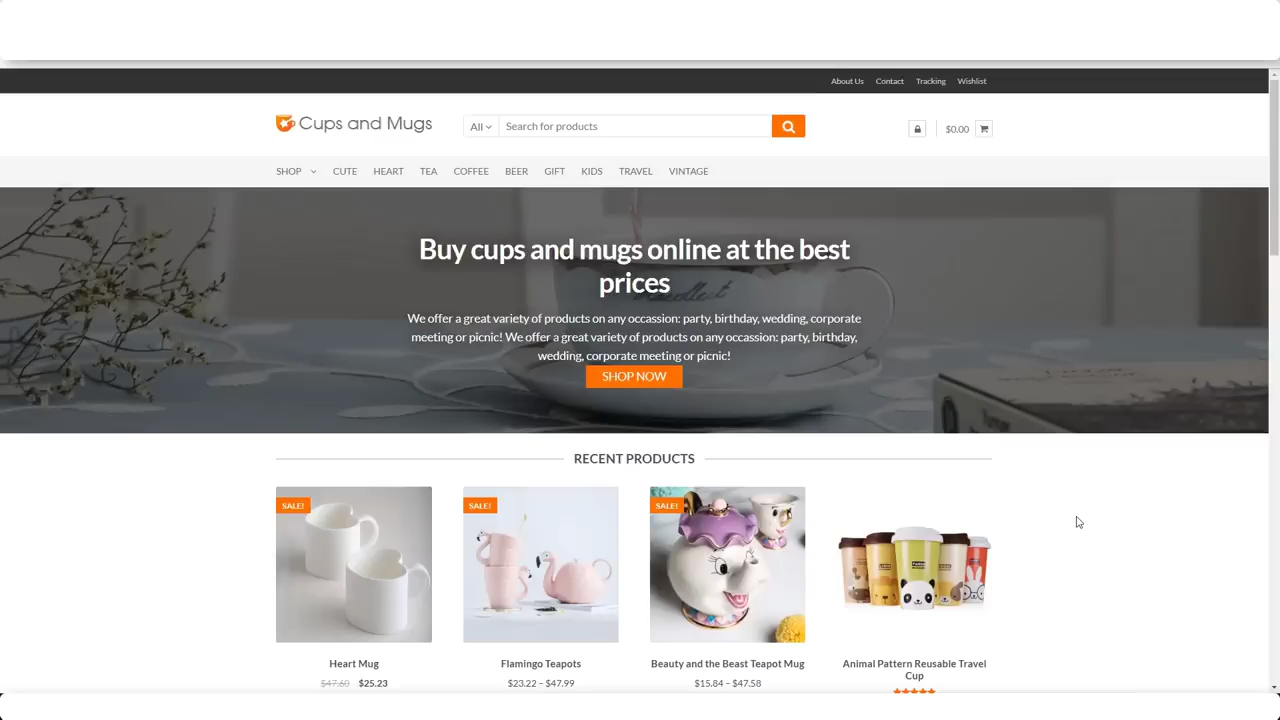 About Us Contact Tracking Wishlist
Cups and Mugs
All Search for products
$0.00
SHOP CUTE HEART TEA COFFEE BEER GIFT KIDS TRAVEL VINTAGE
Buy cups and mugs online at the best
prices
We offer a great variety of products on any occassion: party, birthday, wedding, corporate
meeting or picnic! We offer a great variety of products on any occassion: party, birthday,
wedding, corporate meeting or picnic!
SHOP NOW
RECENT PRODUCTS
SALE! SALE! SALE!
Heart Mug Flamingo Teapots Beauty and the Beast Teapot Mug Animal Pattern Reusable Travel
Cup
$47.60 $25.23 $23.22 – $47.99 $15.84 – $47.58